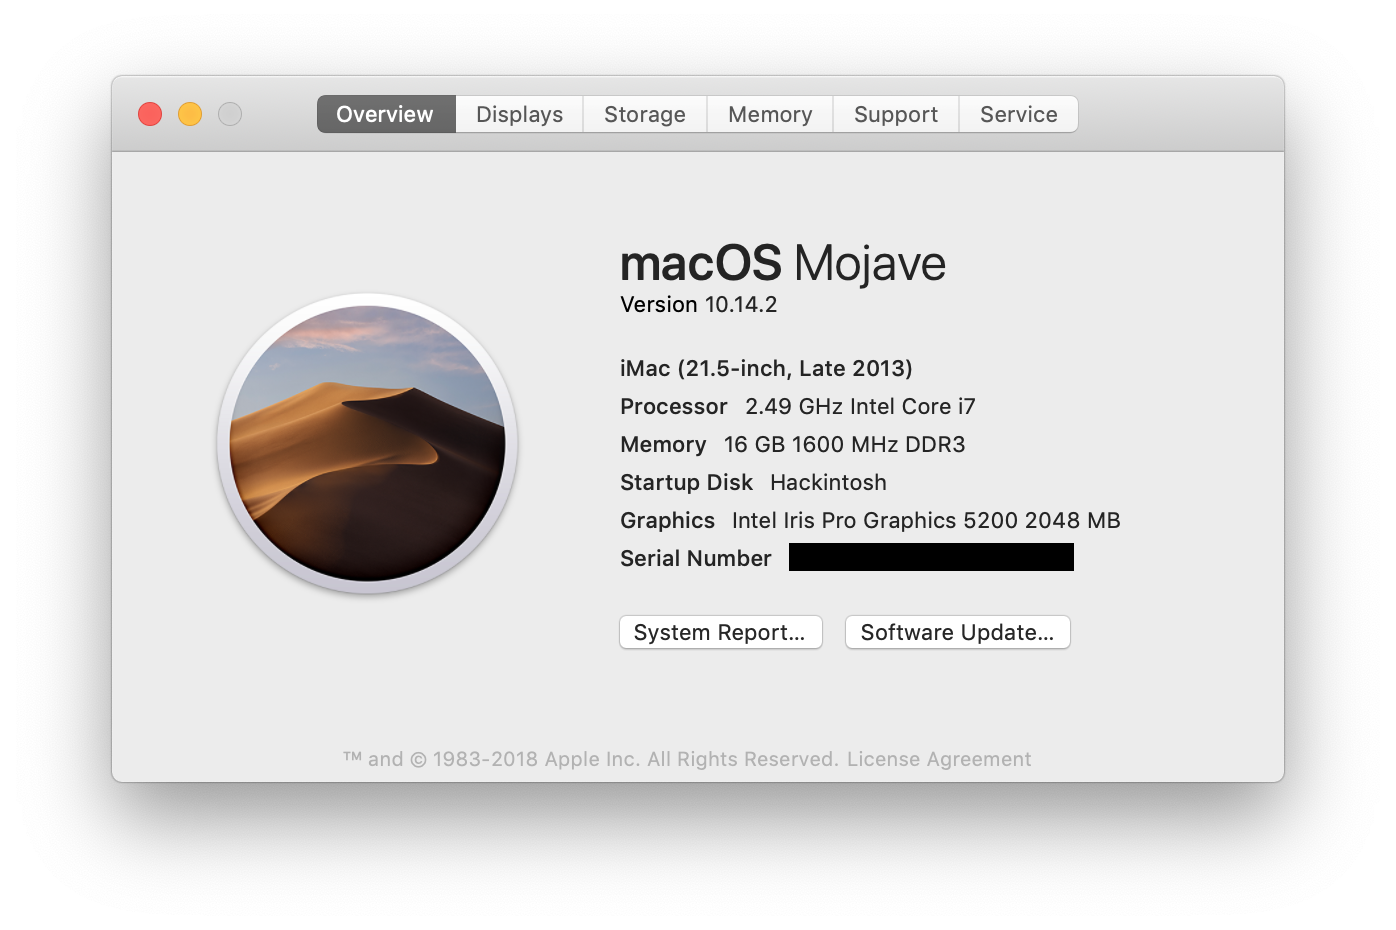 Overview Displays Storage Memory Support Service
macOS Mojave
Version 10.14.2
iMac (21.5-inch, Late 2013)
Processor 2.49 GHz Intel Core i7
Memory 16 GB 1600 MHz DDR3
Startup Disk Hackintosh
Graphics Intel Iris Pro Graphics 5200 2048 MB
Serial Number
System Report... Software Update...
™ and © 1983-2018 Apple Inc. All Rights Reserved. License Agreement